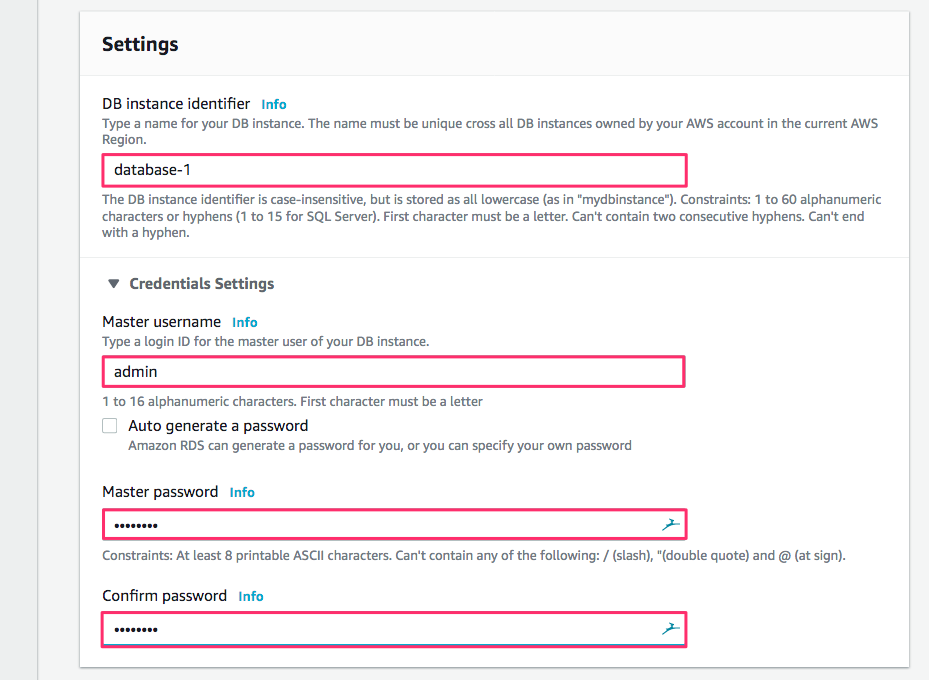 Settings
DB instance identifier Info
Type a name for your DB instance. The name must be unique cross all DB instances owned by your AWS account in the current AWS
Region.
database-1
The DB instance identifier is case-insensitive, but is stored as all lowercase (as in "mydbinstance"). Constraints: 1 to 60 alphanumeric
characters or hyphens (1 to 15 for SQL Server). First character must be a letter. Can't contain two consecutive hyphens. Can't end
with a hyphen.
Credentials Settings
Master username Info
Type a login ID for the master user of your DB instance.
admin
1 to 16 alphanumeric characters. First character must be a letter
Auto generate a password
Amazon RDS can generate a password for you, or you can specify your own password
Master password Info
••••••••
Constraints: At least 8 printable ASCII characters. Can't contain any of the following: / (slash), "(double quote) and @ (at sign).
Confirm password Info
••••••••